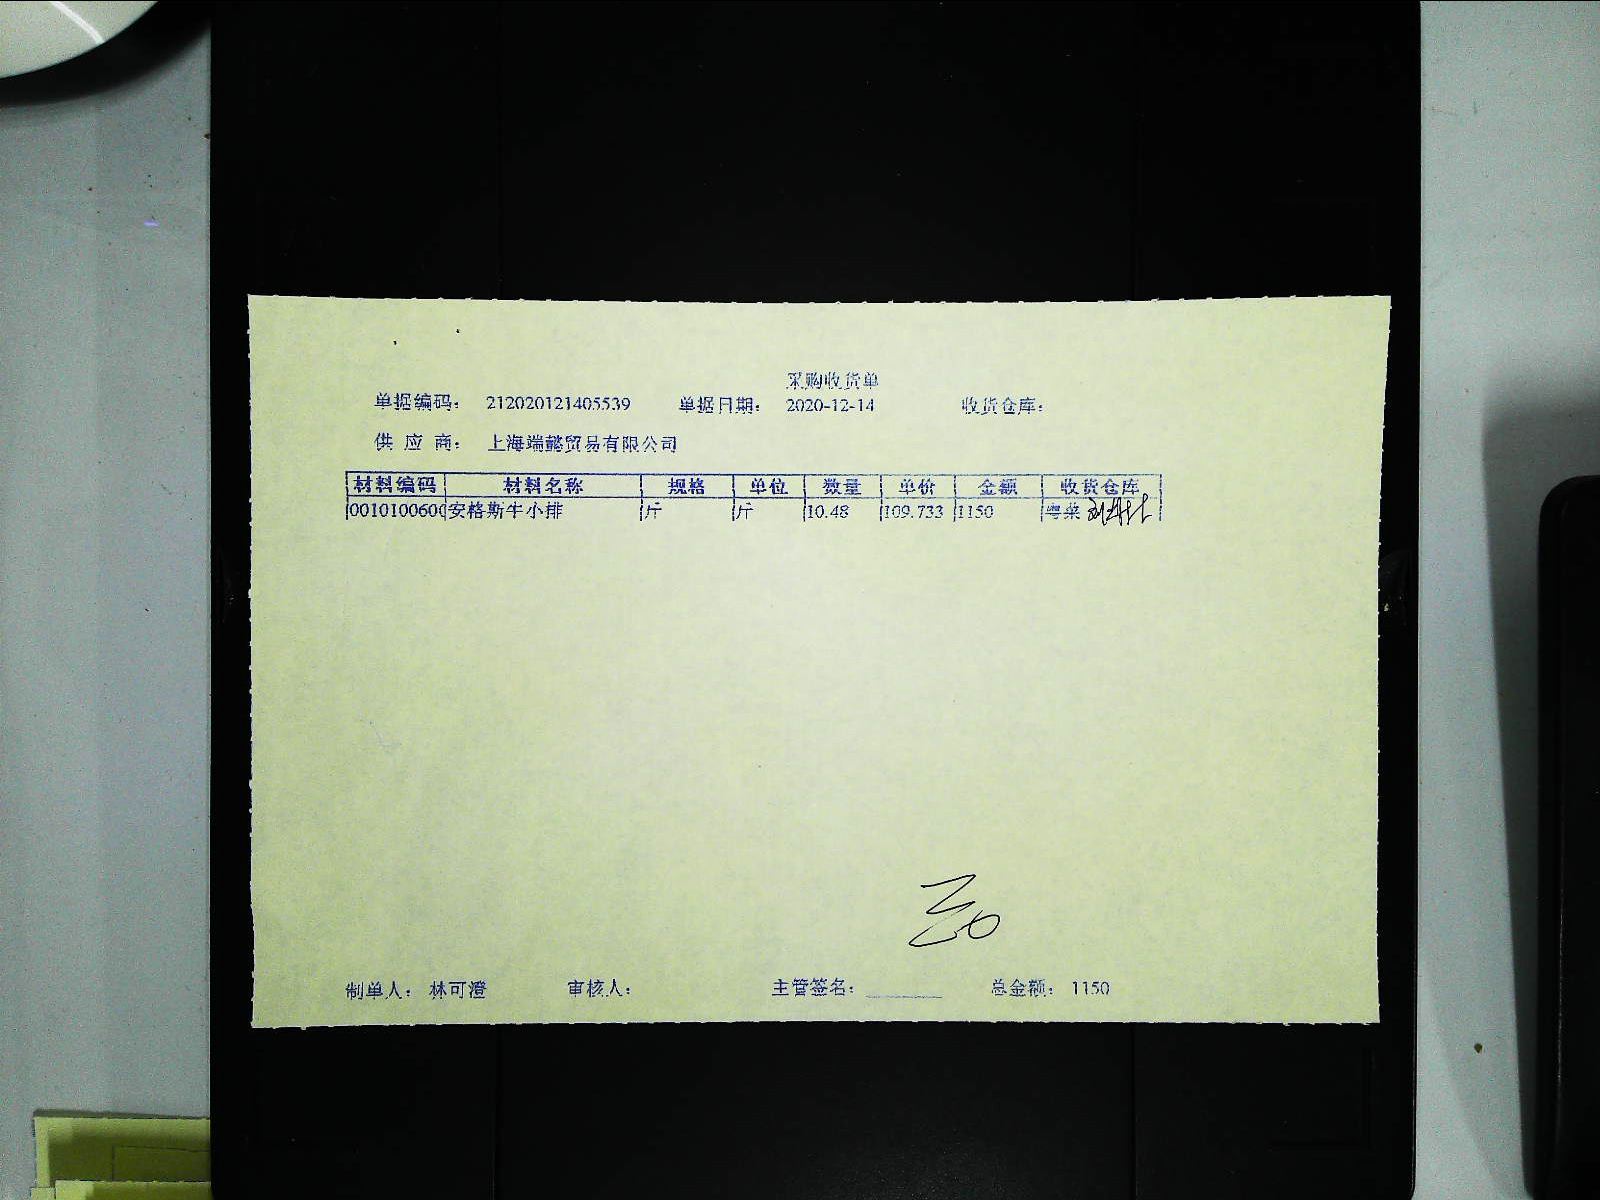 采购收货单
单据编码： 212020121405539 单据日期： 2020-12-14 收货仓库：
供 应 商： 上海端懿贸易有限公司
材料编码 材料名称 规格 单位 数量 单价 金额 收货仓库
0010100600 安格斯牛小排 斤 斤 10.48 109.733 1150 粤菜
制单人： 林可澄 审核人： 主管签名： 总金额： 1150